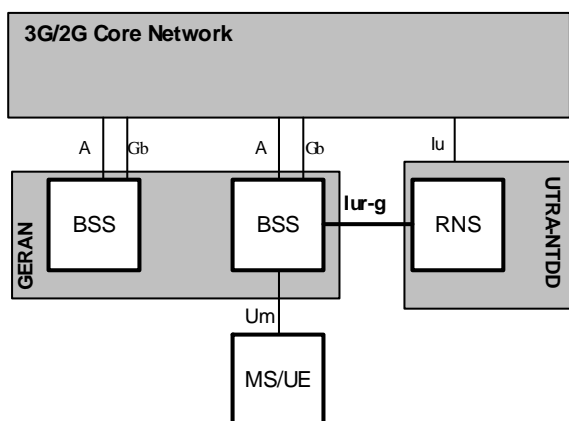 3G/2G Core Network
A
Gb
A
Gb
Iu
BSS
BSS
Iur-g
RNS
GERAN
UTRA-NTDD
Um
MS/UE